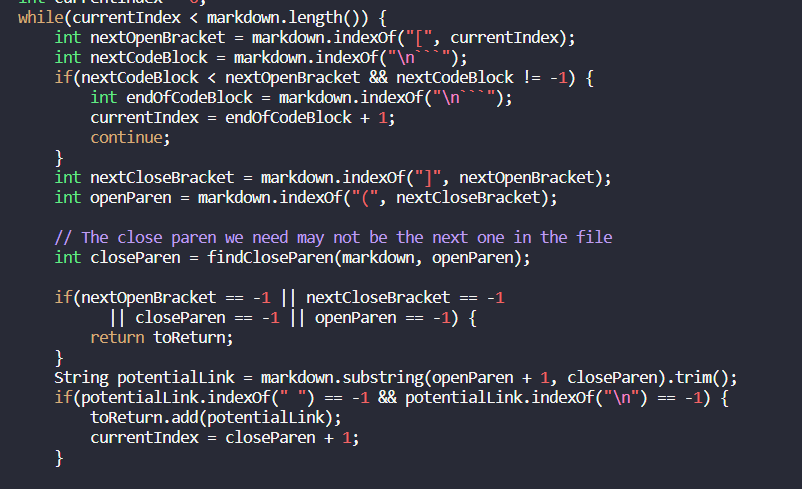 int currentIndex = 0;
while(currentIndex < markdown.length()) {
    int nextOpenBracket = markdown.indexOf("[", currentIndex);
    int nextCodeBlock = markdown.indexOf("\n```");
    if(nextCodeBlock < nextOpenBracket && nextCodeBlock != -1) {
        int endOfCodeBlock = markdown.indexOf("\n```");
        currentIndex = endOfCodeBlock + 1;
        continue;
    }
    int nextCloseBracket = markdown.indexOf("]", nextOpenBracket);
    int openParen = markdown.indexOf("(", nextCloseBracket);

    // The close paren we need may not be the next one in the file
    int closeParen = findCloseParen(markdown, openParen);

    if(nextOpenBracket == -1 || nextCloseBracket == -1
          || closeParen == -1 || openParen == -1) {
        return toReturn;
    }
    String potentialLink = markdown.substring(openParen + 1, closeParen).trim();
    if(potentialLink.indexOf(" ") == -1 && potentialLink.indexOf("\n") == -1) {
        toReturn.add(potentialLink);
        currentIndex = closeParen + 1;
    }